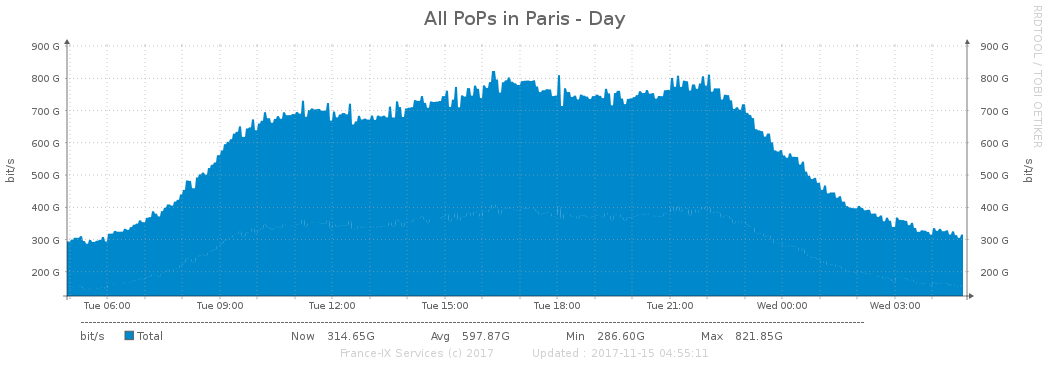 All PoPs in Paris - Day
RRDTOOL / TOBI OETIKER
900 G 900 G
800 G 800 G
700 G 700 G
600 G 600 G
500 G 500 G
400 G 400 G
300 G 300 G
200 G 200 G
bit/s
bit/s
Tue 06:00 Tue 09:00 Tue 12:00 Tue 15:00 Tue 18:00 Tue 21:00 Wed 00:00 Wed 03:00
bit/s Total Now 314.65G Avg 597.87G Min 286.60G Max 821.85G
France-IX Services (c) 2017 Updated : 2017-11-15 04:55:11